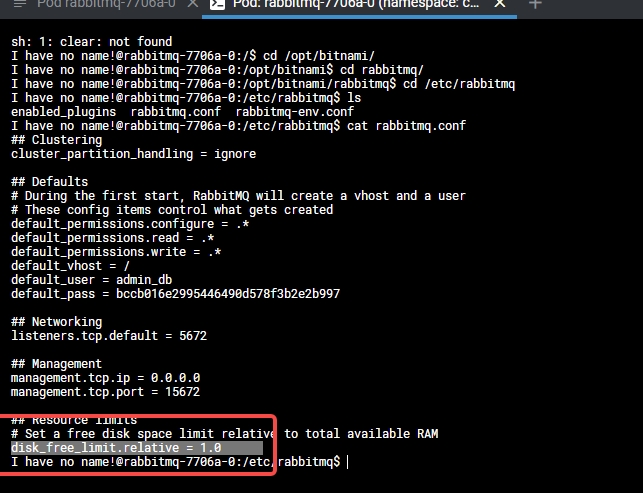 Pod rabbitmq-7706a-0 ×
Pod: rabbitmq-7706a-0 (namespace: c... × +
sh: 1: clear: not found
I have no name!@rabbitmq-7706a-0:/$ cd /opt/bitnami/
I have no name!@rabbitmq-7706a-0:/opt/bitnami$ cd rabbitmq/
I have no name!@rabbitmq-7706a-0:/opt/bitnami/rabbitmq$ cd /etc/rabbitmq
I have no name!@rabbitmq-7706a-0:/etc/rabbitmq$ ls
enabled_plugins  rabbitmq.conf  rabbitmq-env.conf
I have no name!@rabbitmq-7706a-0:/etc/rabbitmq$ cat rabbitmq.conf
## Clustering
cluster_partition_handling = ignore
## Defaults
# During the first start, RabbitMQ will create a vhost and a user
# These config items control what gets created
default_permissions.configure = .*
default_permissions.read = .*
default_permissions.write = .*
default_vhost = /
default_user = admin_db
default_pass = bccb016e2995446490d578f3b2e2b997
## Networking
listeners.tcp.default = 5672
## Management
management.tcp.ip = 0.0.0.0
management.tcp.port = 15672
## Resource limits
# Set a free disk space limit relative to total available RAM
disk_free_limit.relative = 1.0
I have no name!@rabbitmq-7706a-0:/etc/rabbitmq$